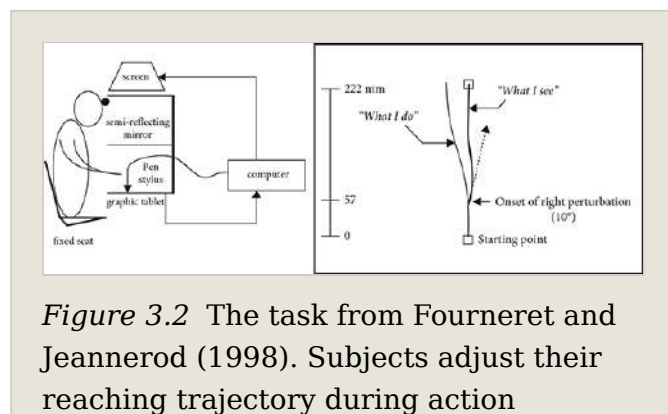 screen
semi-reflecting
mirror
Pen
stylus
computer
graphic tablet
fixed seat
222 mm
"What I see"
"What I do"
57
Onset of right perturbation
(10°)
0
Starting point
Figure 3.2 The task from Fourneret and
Jeannerod (1998). Subjects adjust their
reaching trajectory during action